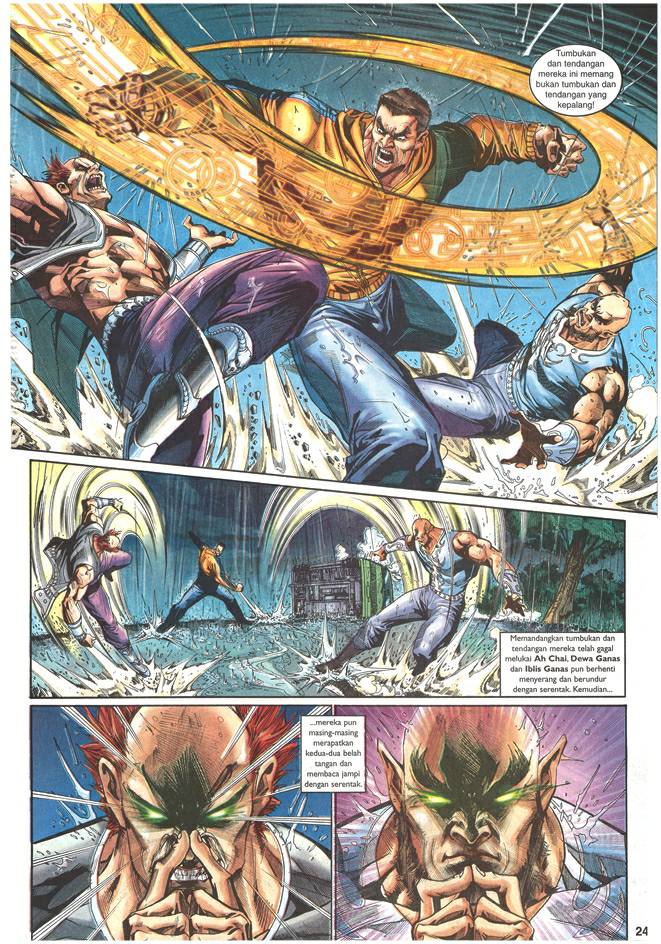 Tumbukan
dan tendangan
mereka ini memang
bukan tumbukan dan
tendangan yang
kepalang!
Memandangkan tumbukan dan
tendangan mereka telah gagal
melukai Ah Chai, Dewa Ganas
dan Iblis Ganas pun berhenti
menyerang dan berundur
dengan serentak. Kemudian...
...mereka pun
masing-masing
merapatkan
kedua-dua belah
tangan dan
membaca jampi
dengan serentak.
24